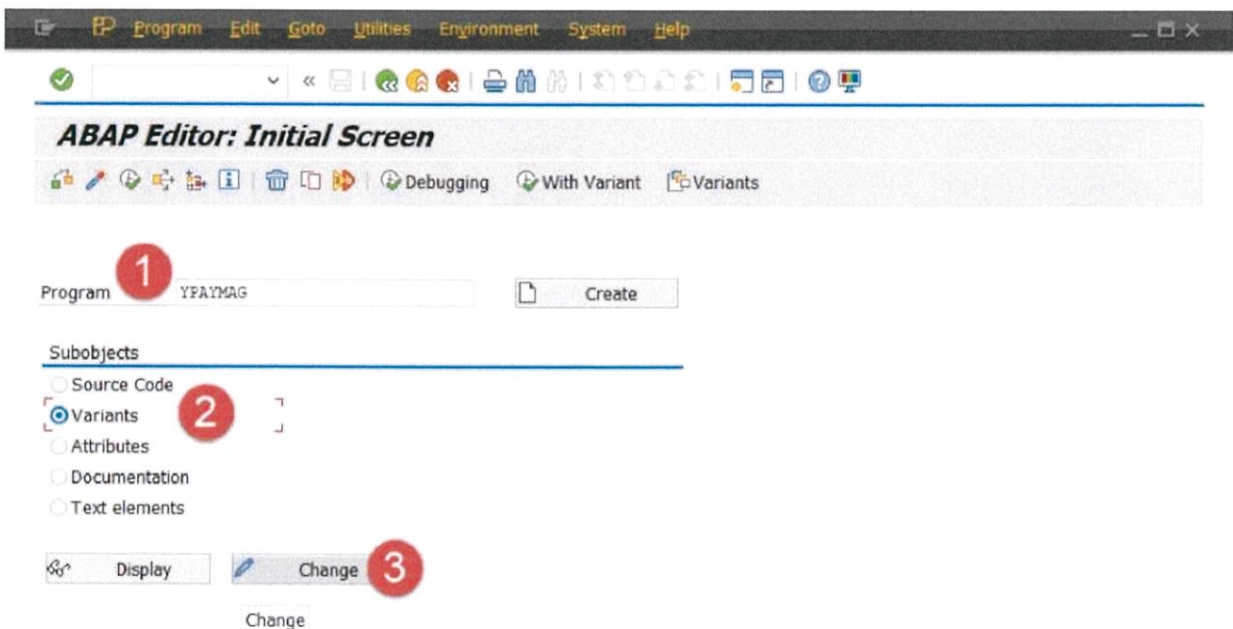 Program Edit Goto Utilities Environment System Help
ABAP Editor: Initial Screen
Debugging With Variant Variants
1
Program YPAYMAG Create
Subobjects
Source Code
Variants 2
Attributes
Documentation
Text elements
Display Change 3
Change